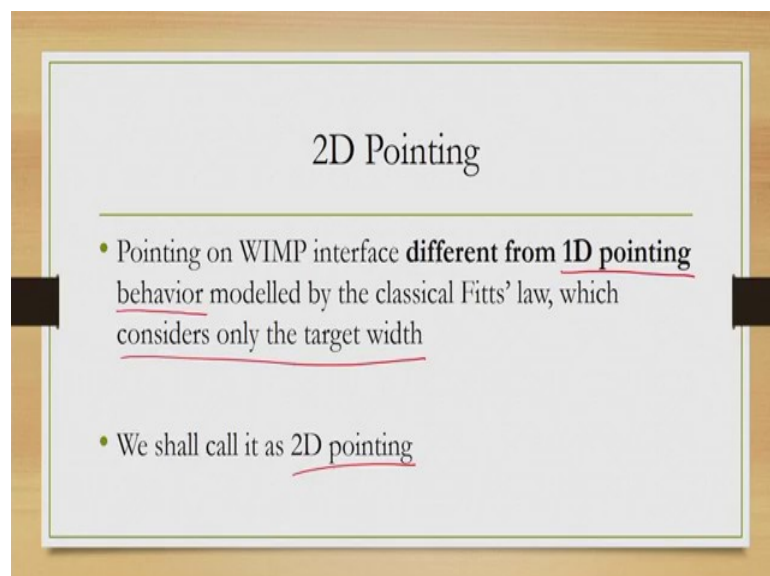 2D Pointing
• Pointing on WIMP interface different from 1D pointing
behavior modelled by the classical Fitts’ law, which
considers only the target width
• We shall call it as 2D pointing